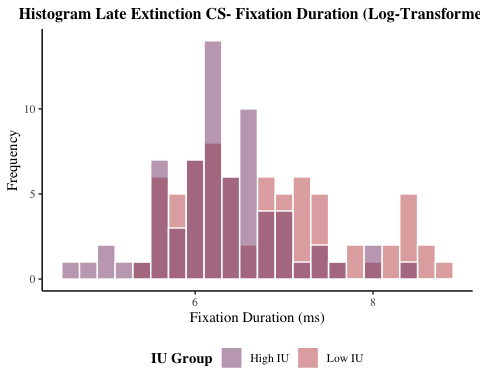 Histogram Late Extinction CS- Fixation Duration (Log-Transforme
Frequency
10
5
0
6
8
Fixation Duration (ms)
IU Group High IU Low IU